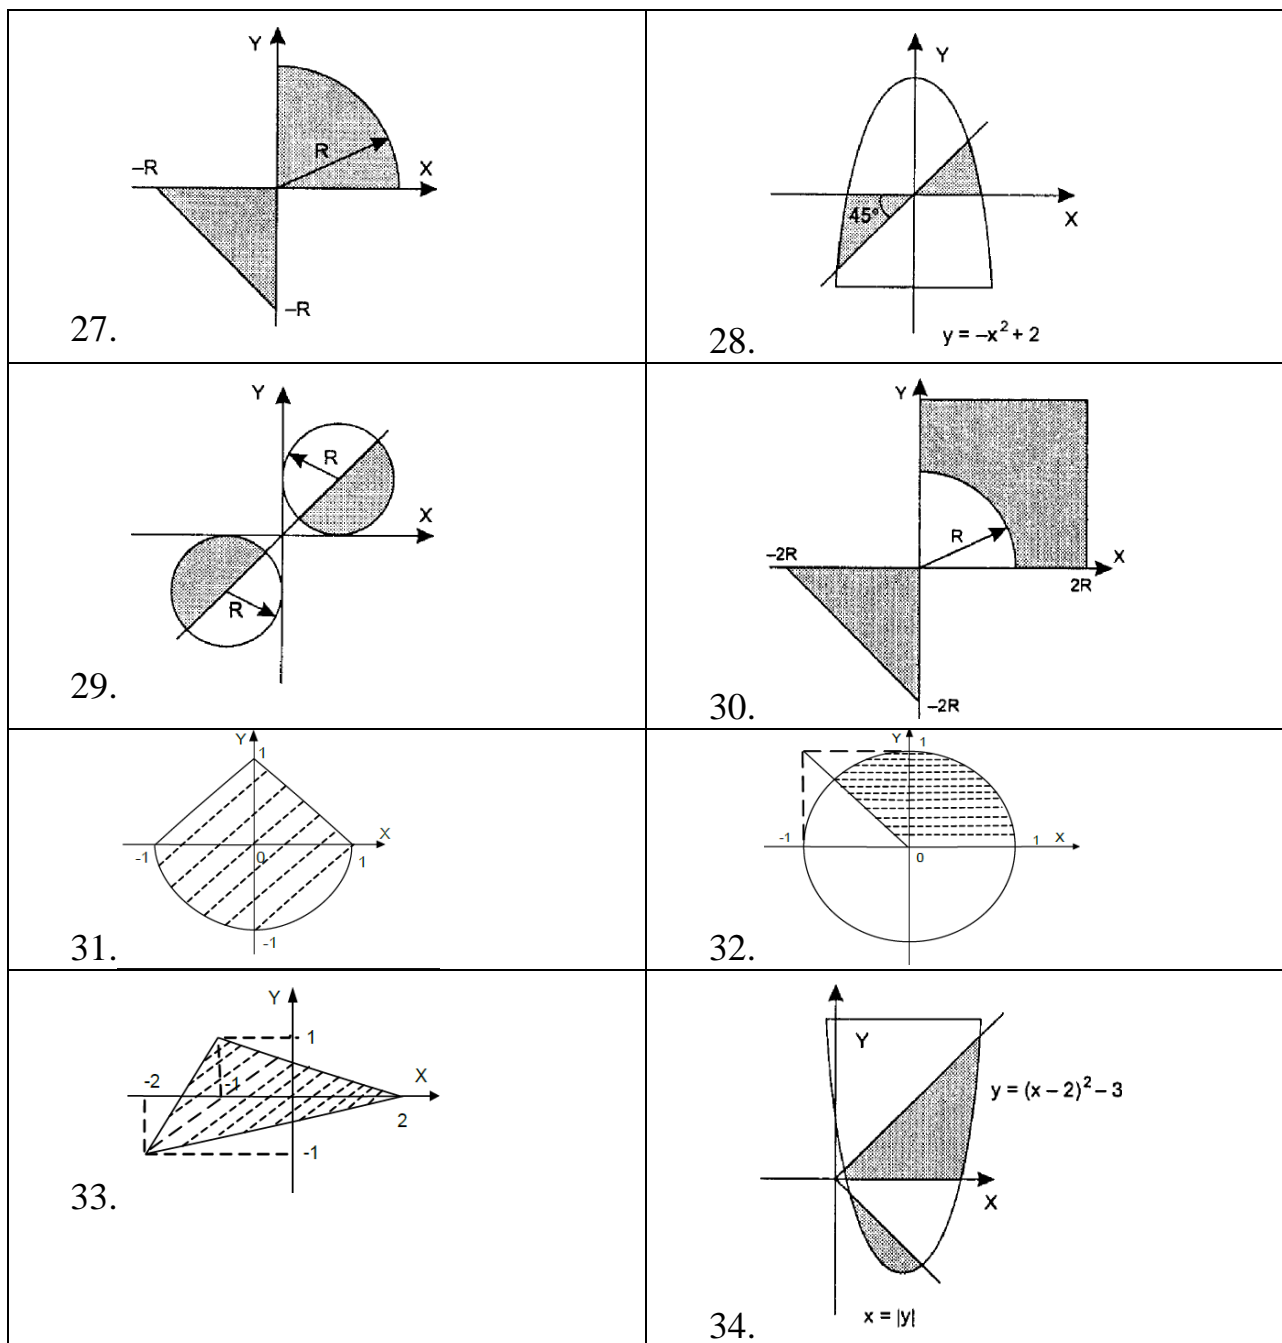 Y
R
–R
X
–R
27.
Y
45°
X
y = –x² + 2
28.
Y
R
X
R
29.
Y
R
–2R
X
2R
–2R
30.
Y
1
X
-1
0
1
-1
31.
Y
1
-1
1
X
0
32.
Y
1
-2
-1
X
2
-1
33.
Y
y = (x – 2)² – 3
X
x = |y|
34.